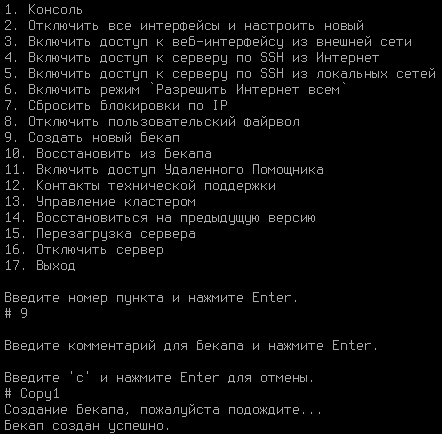 1. Консоль
2. Отключить все интерфейсы и настроить новый
3. Включить доступ к веб-интерфейсу из внешней сети
4. Включить доступ к серверу по SSH из Интернет
5. Включить доступ к серверу по SSH из локальных сетей
6. Включить режим `Разрешить Интернет всем`
7. Сбросить блокировки по IP
8. Отключить пользовательский файрвол
9. Создать новый бекап
10. Восстановить из бекапа
11. Включить доступ Удаленного Помощника
12. Контакты технической поддержки
13. Управление кластером
14. Восстановиться на предыдущую версию
15. Перезагрузка сервера
16. Отключить сервер
17. Выход
Введите номер пункта и нажмите Enter.
# 9
Введите комментарий для бекапа и нажмите Enter.
Введите 'c' и нажмите Enter для отмены.
# Copy1
Создание бекапа, пожалуйста подождите...
Бекап создан успешно.